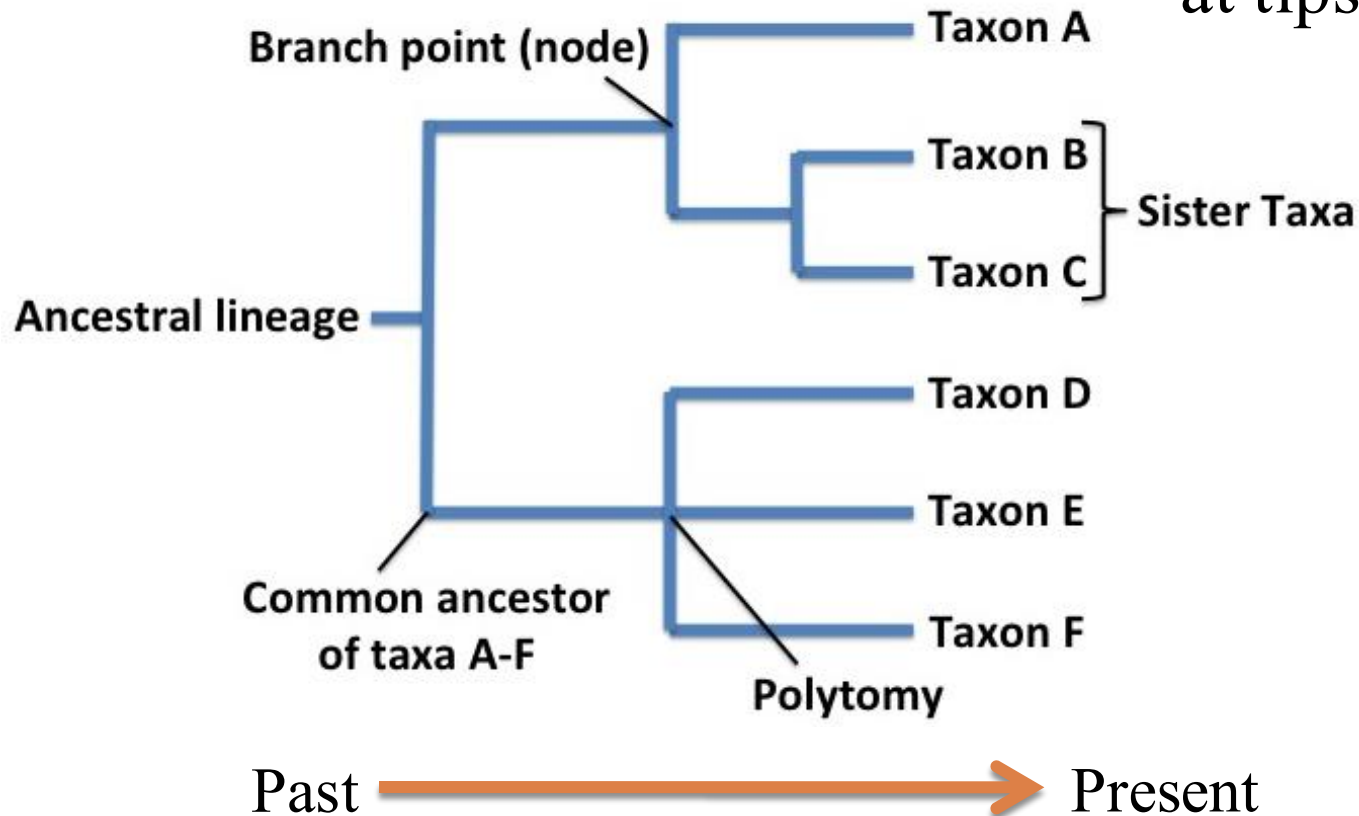 at tips
Branch point (node)
Taxon A
Taxon B
Sister Taxa
Taxon C
Ancestral lineage
Taxon D
Taxon E
Common ancestor
of taxa A-F
Taxon F
Polytomy
Past
Present